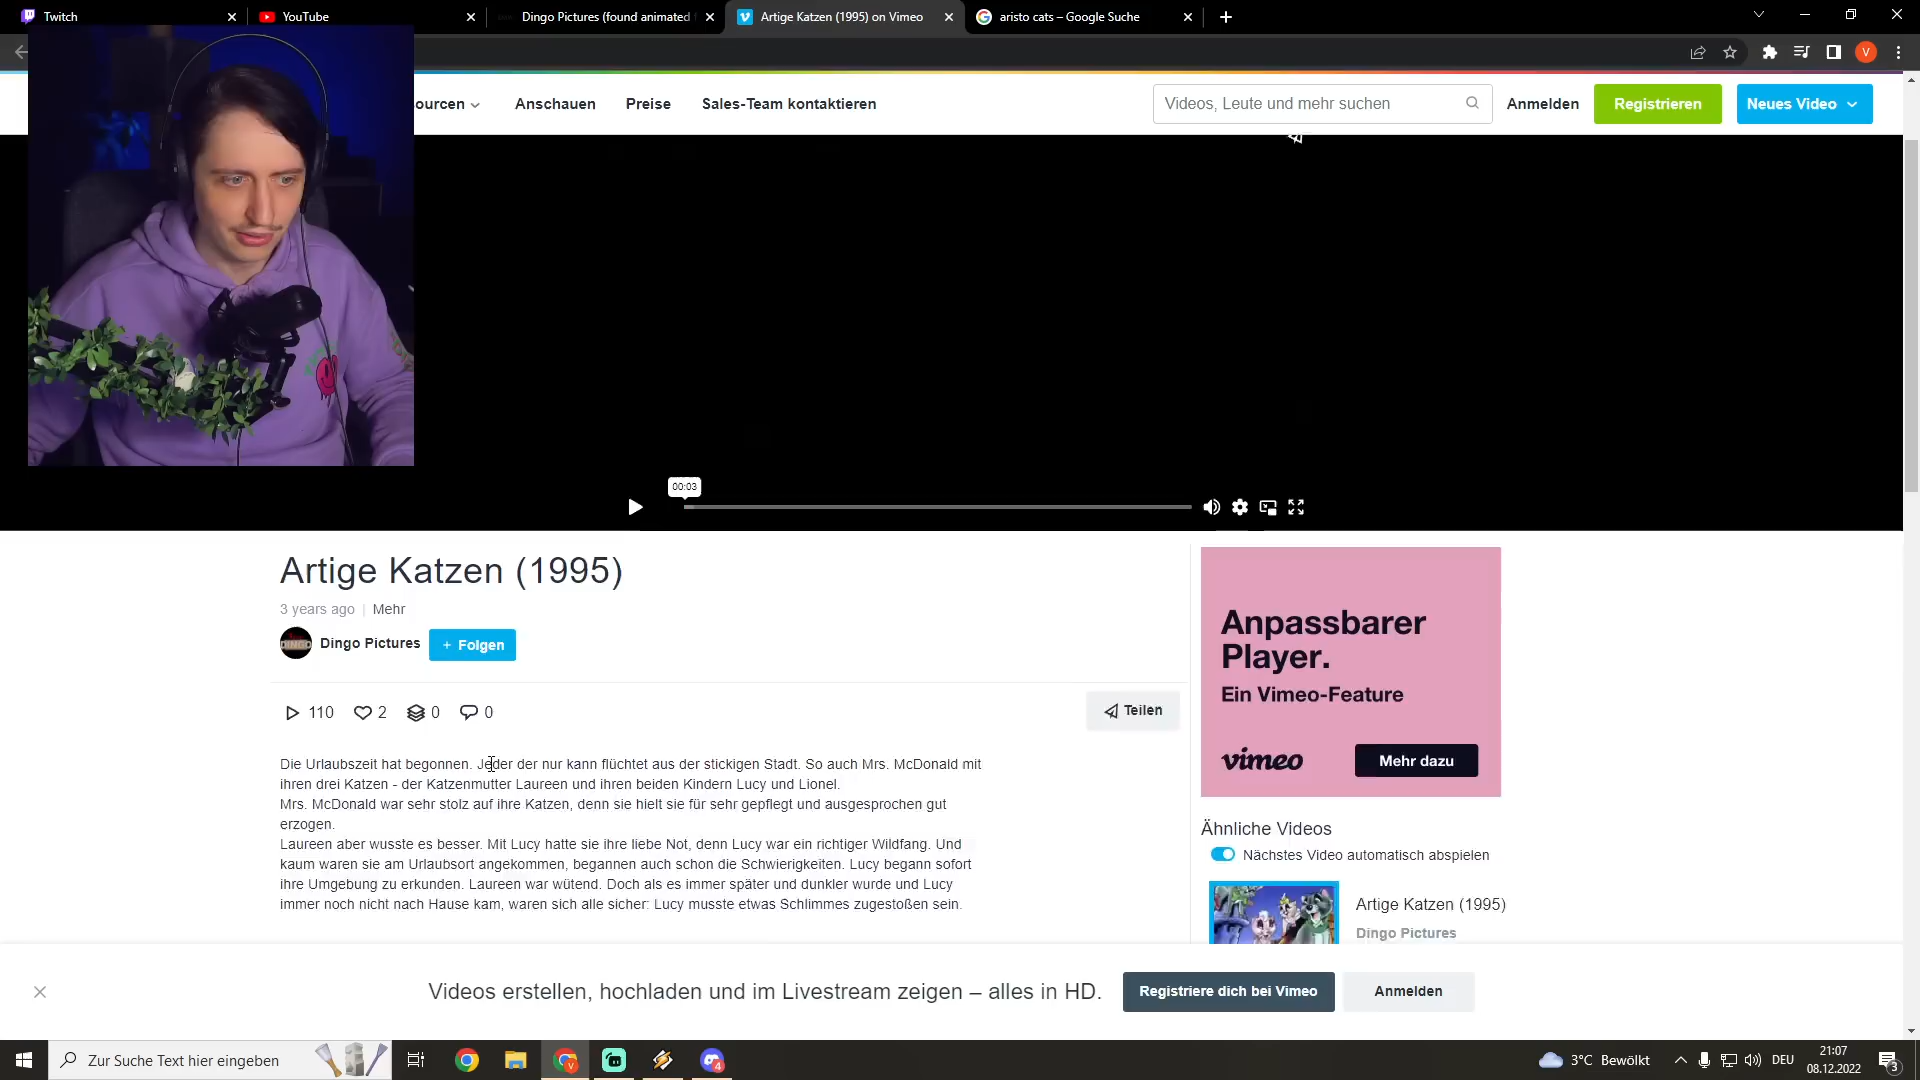 Twitch
YouTube
Dingo Pictures (found animated
Artige Katzen (1995) on Vimeo
aristo cats – Google Suche
V
ourcen
Anschauen
Preise
Sales-Team kontaktieren
Videos, Leute und mehr suchen
Anmelden
Registrieren
Neues Video
00:03
Artige Katzen (1995)
3 years ago | Mehr
DINGO
Dingo Pictures
+ Folgen
110
2
0
0
Teilen
Die Urlaubszeit hat begonnen. Jeder der nur kann flüchtet aus der stickigen Stadt. So auch Mrs. McDonald mit
ihren drei Katzen - der Katzenmutter Laureen und ihren beiden Kindern Lucy und Lionel.
Mrs. McDonald war sehr stolz auf ihre Katzen, denn sie hielt sie für sehr gepflegt und ausgesprochen gut
erzogen.
Laureen aber wusste es besser. Mit Lucy hatte sie ihre liebe Not, denn Lucy war ein richtiger Wildfang. Und
kaum waren sie am Urlaubsort angekommen, begannen auch schon die Schwierigkeiten. Lucy begann sofort
ihre Umgebung zu erkunden. Laureen war wütend. Doch als es immer später und dunkler wurde und Lucy
immer noch nicht nach Hause kam, waren sich alle sicher: Lucy musste etwas Schlimmes zugestoßen sein.
Anpassbarer
Player.
Ein Vimeo-Feature
vimeo
Mehr dazu
Ähnliche Videos
Nächstes Video automatisch abspielen
Artige Katzen (1995)
Dingo Pictures
Videos erstellen, hochladen und im Livestream zeigen – alles in HD.
Registriere dich bei Vimeo
Anmelden
Zur Suche Text hier eingeben
V
4
3°C Bewölkt
DEU
21:07
08.12.2022
3